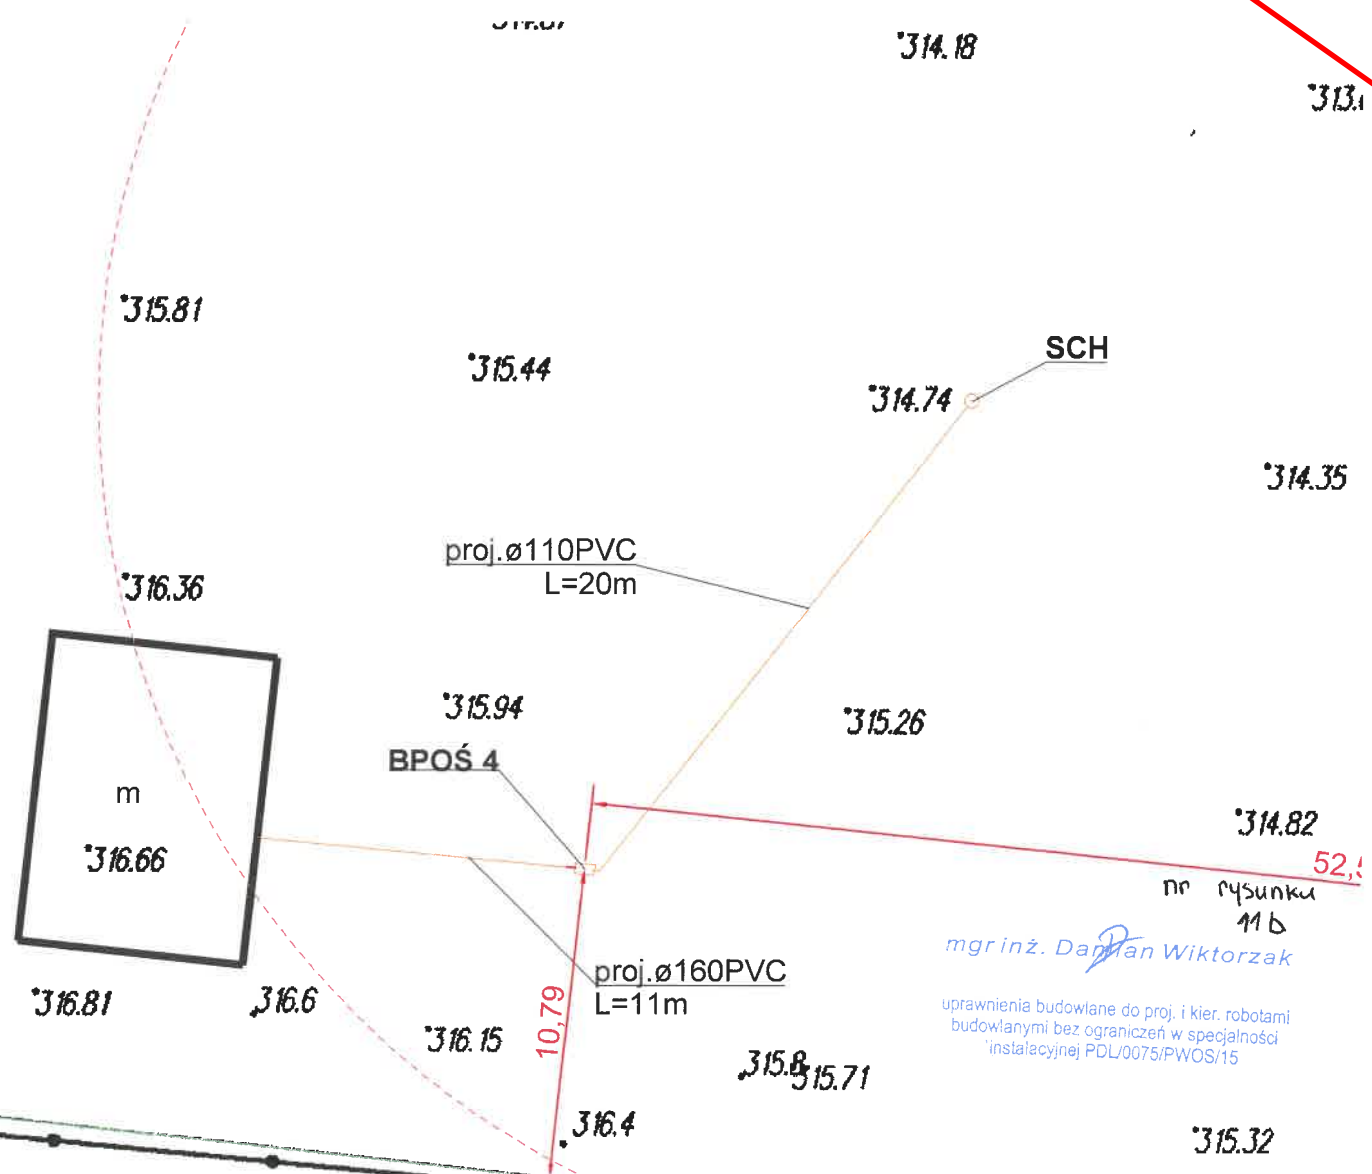 314.18
315.81
315.44
SCH
314.74
314.35
proj.ø110PVC
L=20m
316.36
315.94
315.26
BPOŚ 4
m
316.66
314.82
nr rysunku
11b
mgr inż. Damian Wiktorzak
uprawnienia budowlane do proj. i kier. robotami
budowlanymi bez ograniczeń w specjalności
instalacyjnej PDL/0075/PWOS/15
proj.ø160PVC
L=11m
10,79
316.81
316.6
316.15
315.8
315.71
316.4
315.32